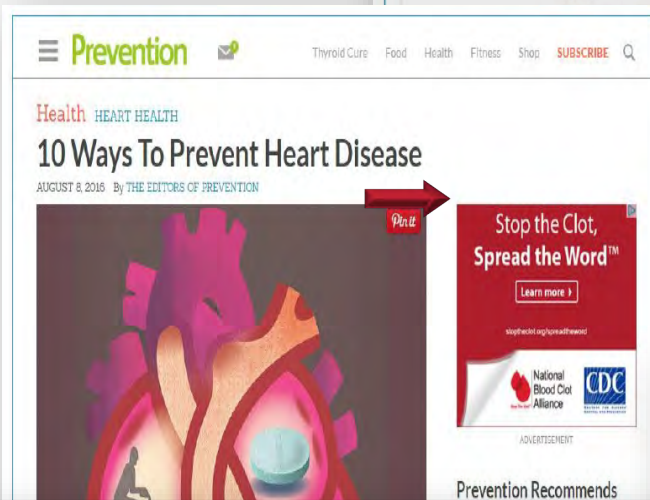 Prevention
Thyroid Cure Food Health Fitness Shop SUBSCRIBE
Health HEART HEALTH
10 Ways To Prevent Heart Disease
AUGUST 8, 2016 By THE EDITORS OF PREVENTION
Pin it
Stop the Clot,
Spread the Word™
Learn more
stoptheclot.org/spreadtheword
National
Blood Clot
Alliance
CDC
ADVERTISEMENT
Prevention Recommends